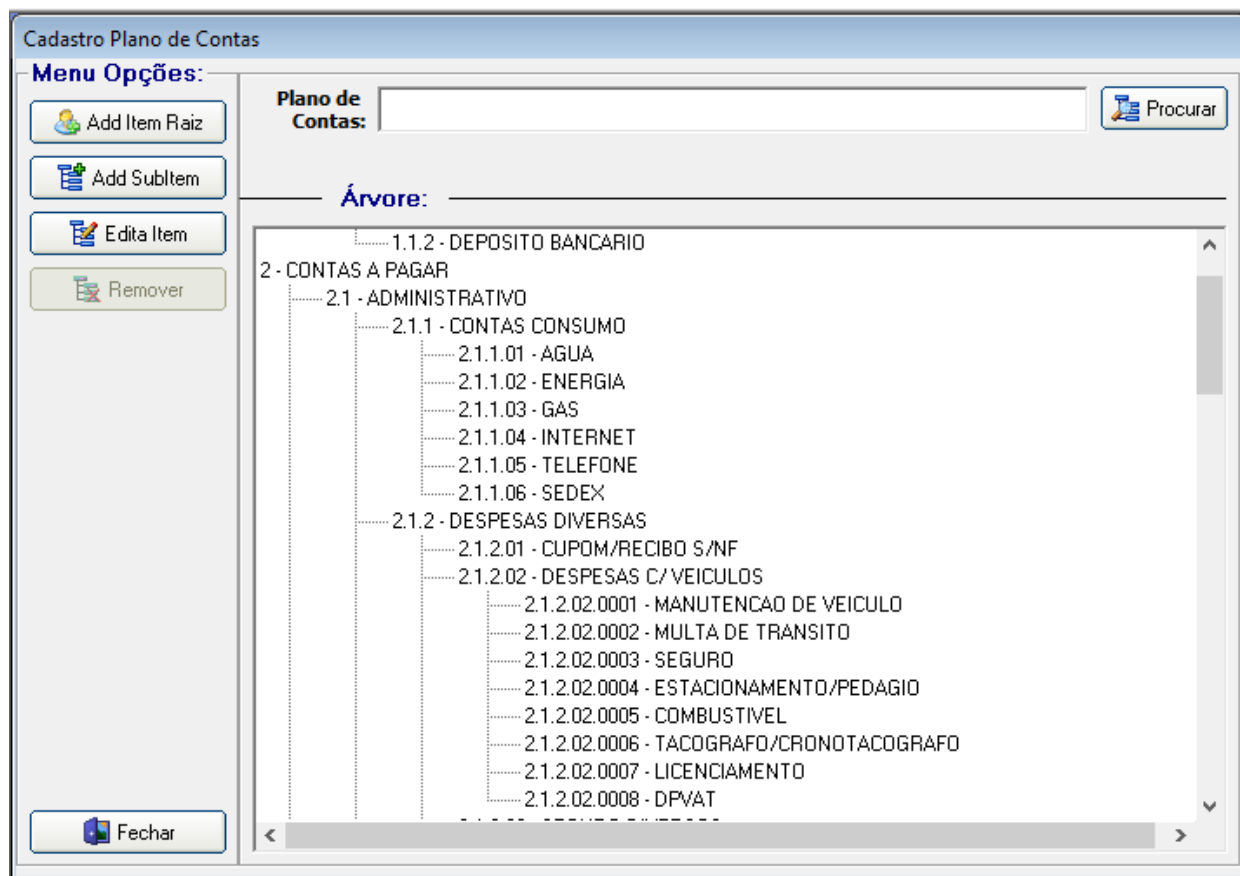 Cadastro Plano de Contas
Menu Opções:
Add Item Raiz
Add SubItem
Edita Item
Remover
Fechar
Plano de
Contas:
Procurar
Árvore:
1.1.2 - DEPOSITO BANCARIO
2 - CONTAS A PAGAR
2.1 - ADMINISTRATIVO
2.1.1 - CONTAS CONSUMO
2.1.1.01 - AGUA
2.1.1.02 - ENERGIA
2.1.1.03 - GAS
2.1.1.04 - INTERNET
2.1.1.05 - TELEFONE
2.1.1.06 - SEDEX
2.1.2 - DESPESAS DIVERSAS
2.1.2.01 - CUPOM/RECIBO S/NF
2.1.2.02 - DESPESAS C/ VEICULOS
2.1.2.02.0001 - MANUTENCAO DE VEICULO
2.1.2.02.0002 - MULTA DE TRANSITO
2.1.2.02.0003 - SEGURO
2.1.2.02.0004 - ESTACIONAMENTO/PEDAGIO
2.1.2.02.0005 - COMBUSTIVEL
2.1.2.02.0006 - TACOGRAFO/CRONOTACOGRAFO
2.1.2.02.0007 - LICENCIAMENTO
2.1.2.02.0008 - DPVAT